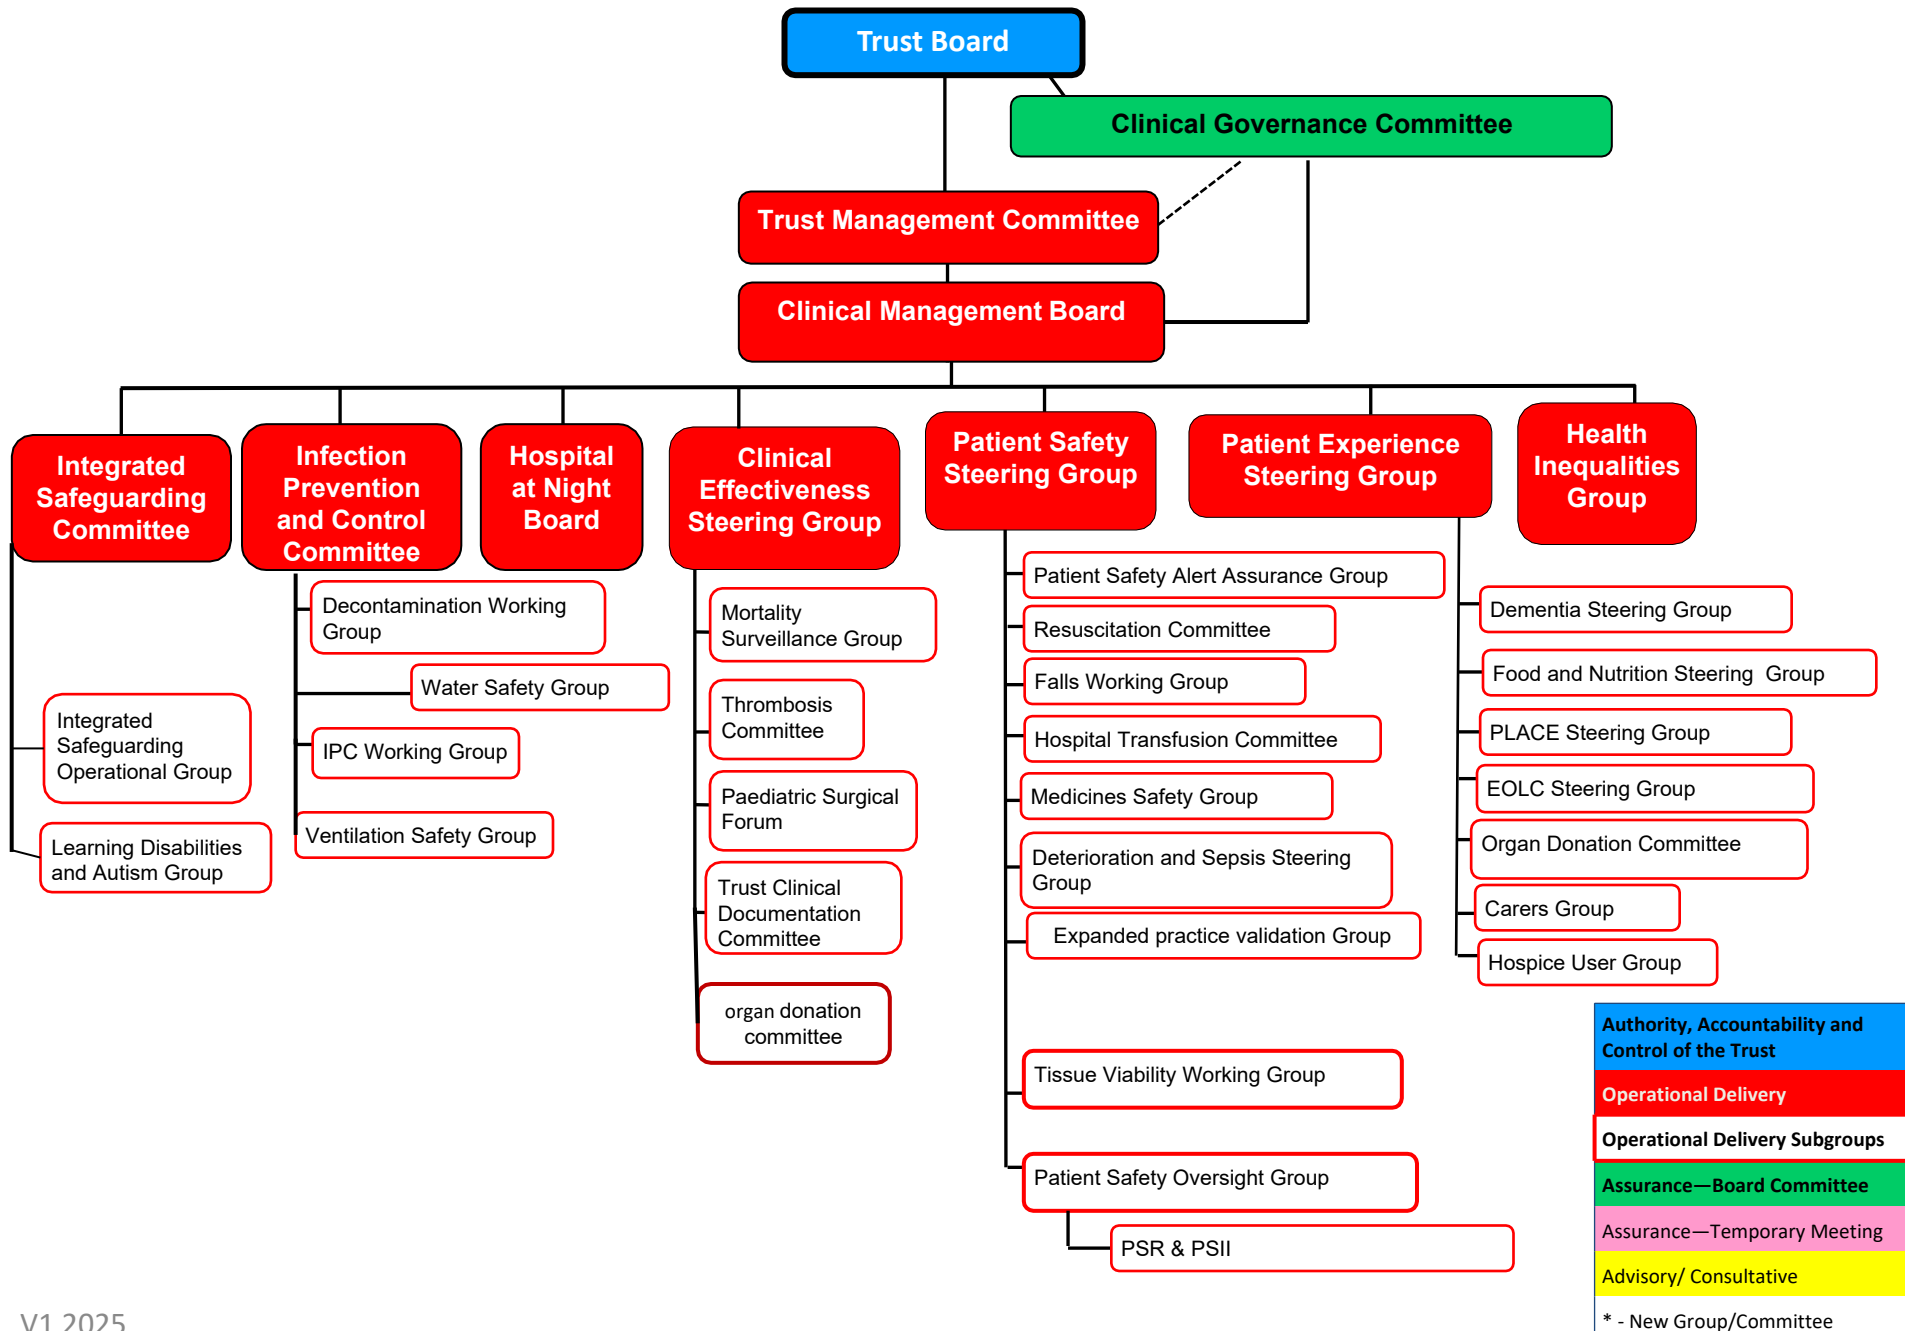 Trust Board
Clinical Governance Committee
Trust Management Committee
Clinical Management Board
Integrated
Safeguarding
Committee
Infection
Prevention
and Control
Committee
Hospital
at Night
Board
Clinical
Effectiveness
Steering Group
Patient Safety
Steering Group
Patient Experience
Steering Group
Health
Inequalities
Group
Integrated
Safeguarding
Operational Group
Learning Disabilities
and Autism Group
Decontamination Working
Group
Water Safety Group
IPC Working Group
Ventilation Safety Group
Mortality
Surveillance Group
Thrombosis
Committee
Paediatric Surgical
Forum
Trust Clinical
Documentation
Committee
organ donation
committee
Patient Safety Alert Assurance Group
Resuscitation Committee
Falls Working Group
Hospital Transfusion Committee
Medicines Safety Group
Deterioration and Sepsis Steering
Group
Expanded practice validation Group
Tissue Viability Working Group
Patient Safety Oversight Group
PSR & PSII
Dementia Steering Group
Food and Nutrition Steering  Group
PLACE Steering Group
EOLC Steering Group
Organ Donation Committee
Carers Group
Hospice User Group
Authority, Accountability and
Control of the Trust
Operational Delivery
Operational Delivery Subgroups
Assurance—Board Committee
Assurance—Temporary Meeting
Advisory/ Consultative
* - New Group/Committee
V1 2025